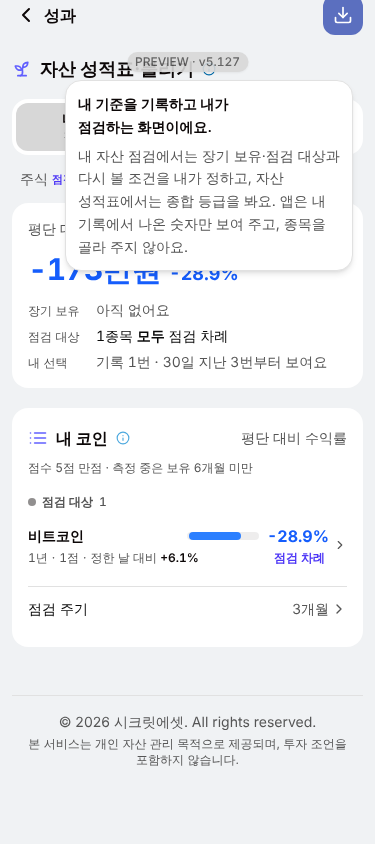 성과
PREVIEW · v5.127
자산 성적표
내 기준을 기록하고 내가
점검하는 화면이에요.
내 자산 점검에서는 장기 보유·점검 대상과
다시 볼 조건을 내가 정하고, 자산
성적표에서는 종합 등급을 봐요. 앱은 내
기록에서 나온 숫자만 보여 주고, 종목을
골라 주지 않아요.
주식
평단 대
-28.9%
장기 보유 아직 없어요
점검 대상 1종목 모두 점검 차례
내 선택 기록 1번 · 30일 지난 3번부터 보여요
내 코인 평단 대비 수익률
점수 5점 만점 · 측정 중은 보유 6개월 미만
점검 대상 1
비트코인 -28.9%
1년 · 1점 · 정한 날 대비 +6.1% 점검 차례
점검 주기 3개월
© 2026 시크릿에셋. All rights reserved.
본 서비스는 개인 자산 관리 목적으로 제공되며, 투자 조언을
포함하지 않습니다.